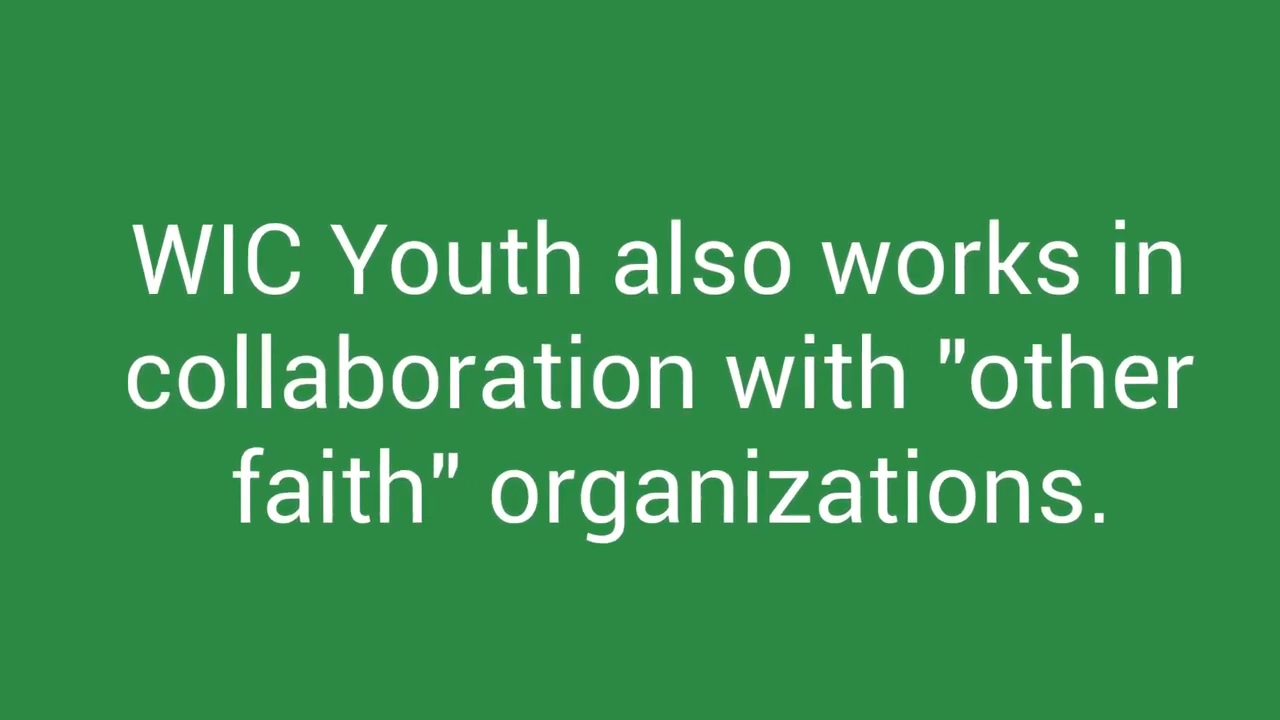 WIC Youth also works in
collaboration with "other
faith" organizations.